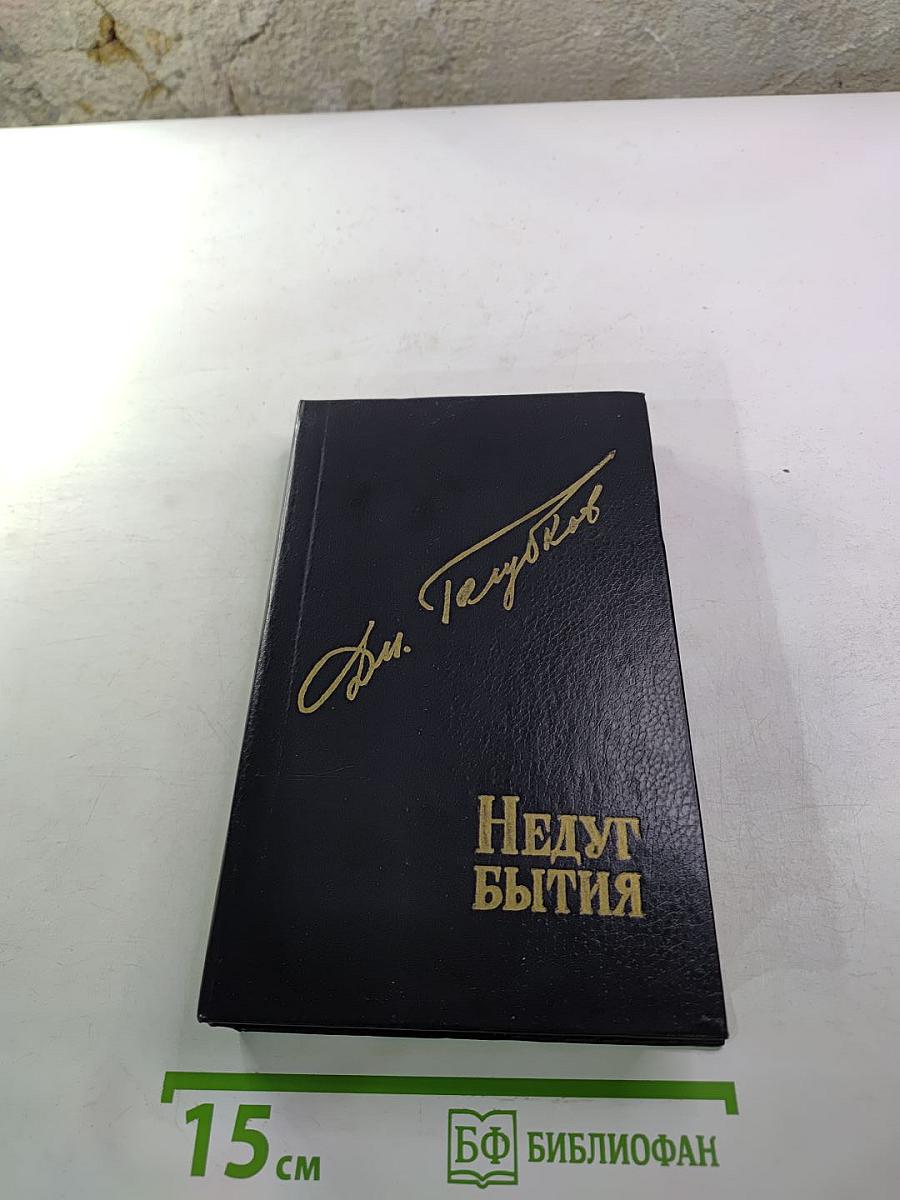 Дм. Голубков
Недуг
бытия
15 см
БФ БИБЛИОФАН